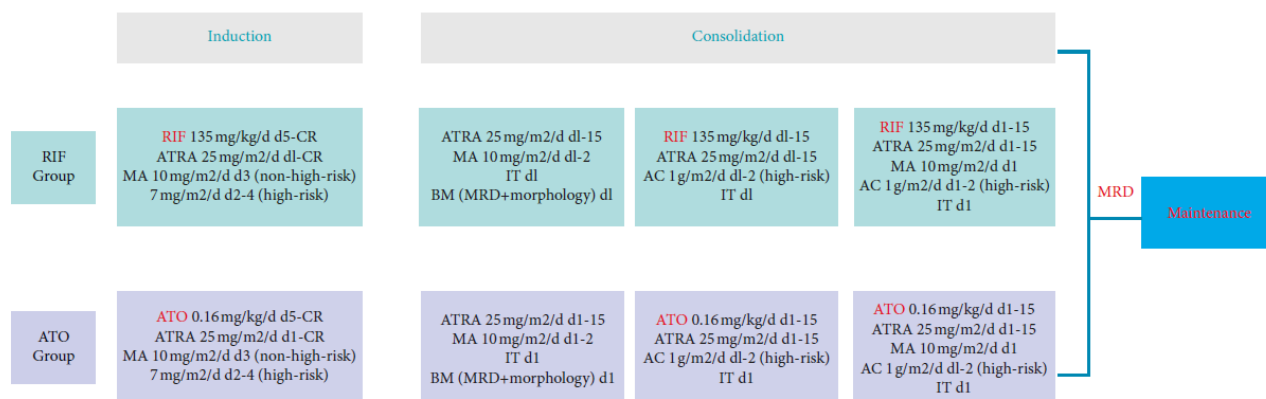 Induction
Consolidation
RIF
Group
RIF 135 mg/kg/d d5-CR
ATRA 25 mg/m2/d dl-CR
MA 10 mg/m2/d d3 (non-high-risk)
7 mg/m2/d d2-4 (high-risk)
ATRA 25 mg/m2/d dl-15
MA 10 mg/m2/d dl-2
IT dl
BM (MRD+morphology) dl
RIF 135 mg/kg/d dl-15
ATRA 25 mg/m2/d dl-15
AC 1 g/m2/d dl-2 (high-risk)
IT dl
RIF 135 mg/kg/d d1-15
ATRA 25 mg/m2/d d1-15
MA 10 mg/m2/d d1
AC 1 g/m2/d d1-2 (high-risk)
IT d1
MRD
Maintenance
ATO
Group
ATO 0.16 mg/kg/d d5-CR
ATRA 25 mg/m2/d d1-CR
MA 10 mg/m2/d d3 (non-high-risk)
7 mg/m2/d d2-4 (high-risk)
ATRA 25 mg/m2/d d1-15
MA 10 mg/m2/d d1-2
IT d1
BM (MRD+morphology) d1
ATO 0.16 mg/kg/d d1-15
ATRA 25 mg/m2/d d1-15
AC 1 g/m2/d dl-2 (high-risk)
IT d1
ATO 0.16 mg/kg/d d1-15
ATRA 25 mg/m2/d d1-15
MA 10 mg/m2/d d1
AC 1 g/m2/d dl-2 (high-risk)
IT d1